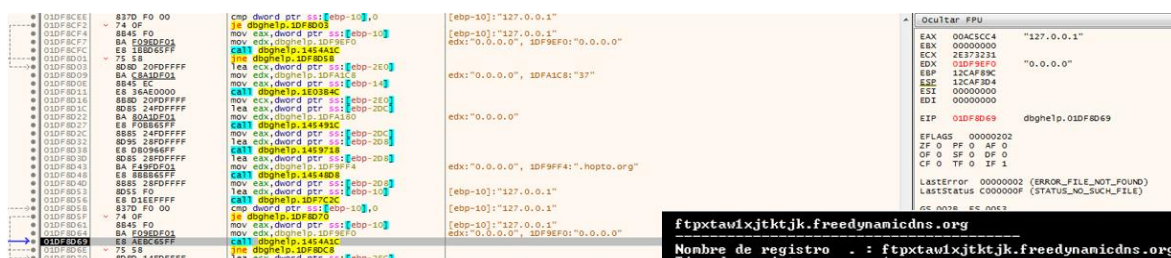 01DF8CEE 837D F0 00 cmp dword ptr ss:[ebp-10],0 [ebp-10]:"127.0.0.1"
01DF8CF2 74 0F je dbghelp.1DF8D03
01DF8CF4 8B45 F0 mov eax,dword ptr ss:[ebp-10] [ebp-10]:"127.0.0.1"
01DF8CF7 BA F09EDF01 mov edx,dbghelp.1DF9EF0 edx:"0.0.0.0", 1DF9EF0:"0.0.0.0"
01DF8CFC E8 1BBD65FF call dbghelp.1454A1C
01DF8D01 75 58 jne dbghelp.1DF8D5B
01DF8D03 8D8D 20FDFFFF lea ecx,dword ptr ss:[ebp-2E0]
01DF8D09 BA C8A1DF01 mov edx,dbghelp.1DFA1C8 edx:"0.0.0.0", 1DFA1C8:"37"
01DF8D0E 8B45 EC mov eax,dword ptr ss:[ebp-14]
01DF8D11 E8 36AE0000 call dbghelp.1E03B4C
01DF8D16 8B8D 20FDFFFF mov ecx,dword ptr ss:[ebp-2E0]
01DF8D1C 8D85 24FDFFFF lea eax,dword ptr ss:[ebp-2DC]
01DF8D22 BA 80A1DF01 mov edx,dbghelp.1DFA180 edx:"0.0.0.0"
01DF8D27 E8 F0BB65FF call dbghelp.145491C
01DF8D2C 8B85 24FDFFFF mov eax,dword ptr ss:[ebp-2DC]
01DF8D32 8D95 28FDFFFF lea edx,dword ptr ss:[ebp-2D8]
01DF8D38 E8 DB0966FF call dbghelp.1459718
01DF8D3D 8D85 28FDFFFF lea eax,dword ptr ss:[ebp-2D8]
01DF8D43 BA F49FDF01 mov edx,dbghelp.1DF9FF4 edx:"0.0.0.0", 1DF9FF4:".hopto.org"
01DF8D48 E8 8BBB65FF call dbghelp.14548D8
01DF8D4D 8B85 28FDFFFF mov eax,dword ptr ss:[ebp-2D8]
01DF8D53 8D55 F0 lea edx,dword ptr ss:[ebp-10] [ebp-10]:"127.0.0.1"
01DF8D56 E8 D1EEFFFF call dbghelp.1DF7C2C
01DF8D5B 837D F0 00 cmp dword ptr ss:[ebp-10],0 [ebp-10]:"127.0.0.1"
01DF8D5F 74 0F je dbghelp.1DF8D70
01DF8D61 8B45 F0 mov eax,dword ptr ss:[ebp-10] [ebp-10]:"127.0.0.1"
01DF8D64 BA F09EDF01 mov edx,dbghelp.1DF9EF0 edx:"0.0.0.0", 1DF9EF0:"0.0.0.0"
01DF8D69 E8 AEBC65FF call dbghelp.1454A1C
01DF8D6E 75 58 jne dbghelp.1DF8DC8
Ocultar FPU
EAX 00AC5CC4 "127.0.0.1"
EBX 00000000
ECX 2E373231
EDX 01DF9EF0 "0.0.0.0"
EBP 12CAF89C
ESP 12CAF3D4
ESI 00000000
EDI 00000000
EIP 01DF8D69 dbghelp.01DF8D69
EFLAGS 00000202
ZF 0 PF 0 AF 0
OF 0 SF 0 DF 0
CF 0 TF 0 IF 1
LastError 00000002 (ERROR_FILE_NOT_FOUND)
LastStatus C000000F (STATUS_NO_SUCH_FILE)
GS 002B FS 0053
ftpxtaw1xjtktjk.freedynamicdns.org
Nombre de registro . : ftpxtaw1xjtktjk.freedynamicdns.org